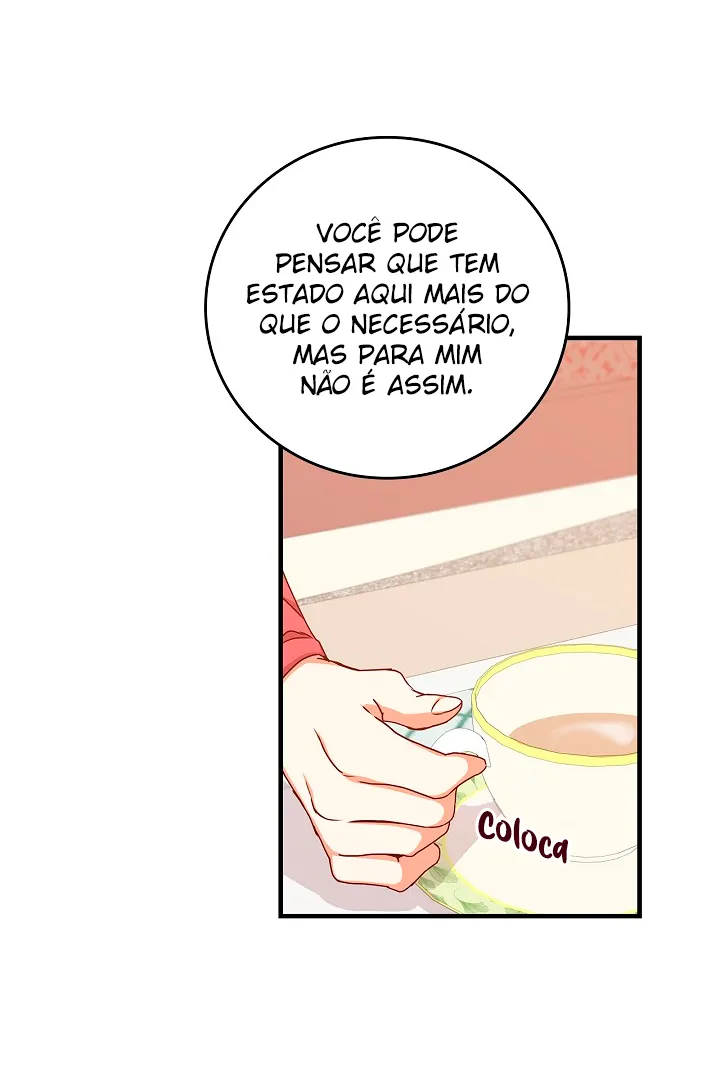 VOCÊ PODE
PENSAR QUE TEM
ESTADO AQUI MAIS DO
QUE O NECESSÁRIO,
MAS PARA MIM
NÃO É ASSIM.
Coloca